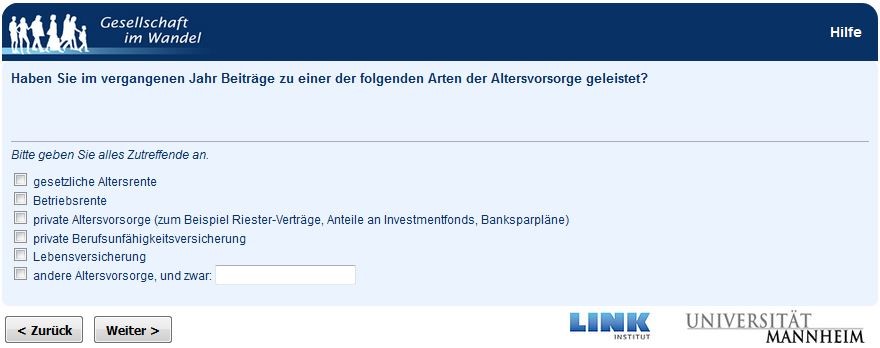 Gesellschaft
im Wandel
Hilfe
Haben Sie im vergangenen Jahr Beiträge zu einer der folgenden Arten der Altersvorsorge geleistet?
Bitte geben Sie alles Zutreffende an.
gesetzliche Altersrente
Betriebsrente
private Altersvorsorge (zum Beispiel Riester-Verträge, Anteile an Investmentfonds, Banksparpläne)
private Berufsunfähigkeitsversicherung
Lebensversicherung
andere Altersvorsorge, und zwar:
< Zurück
Weiter >
LINK
INSTITUT
UNIVERSITÄT
MANNHEIM